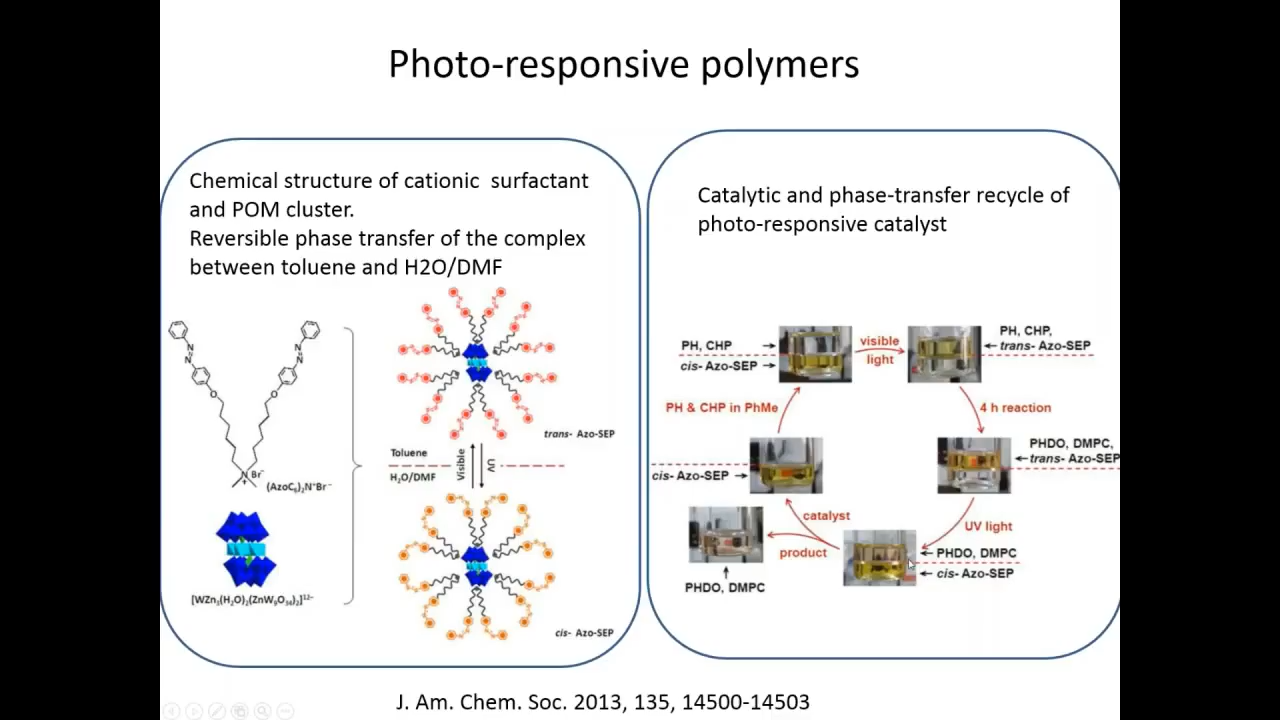 Photo-responsive polymers
Chemical structure of cationic surfactant
and POM cluster.
Reversible phase transfer of the complex
between toluene and H2O/DMF
N
N
N
N
O
O
N
+
Br⁻
(AzoC₆)₂N⁺Br⁻
[WZn₃(H₂O)₂(ZnW₉O₃₄)₂]¹²⁻
trans- Azo-SEP
Toluene
H₂O/DMF
Visible
UV
cis- Azo-SEP
Catalytic and phase-transfer recycle of
photo-responsive catalyst
PH, CHP
cis- Azo-SEP
visible
light
PH, CHP,
trans- Azo-SEP
PH & CHP in PhMe
4 h reaction
cis- Azo-SEP
PHDO, DMPC,
trans- Azo-SEP
UV light
catalyst
product
PHDO, DMPC
cis- Azo-SEP
PHDO, DMPC
J. Am. Chem. Soc. 2013, 135, 14500-14503